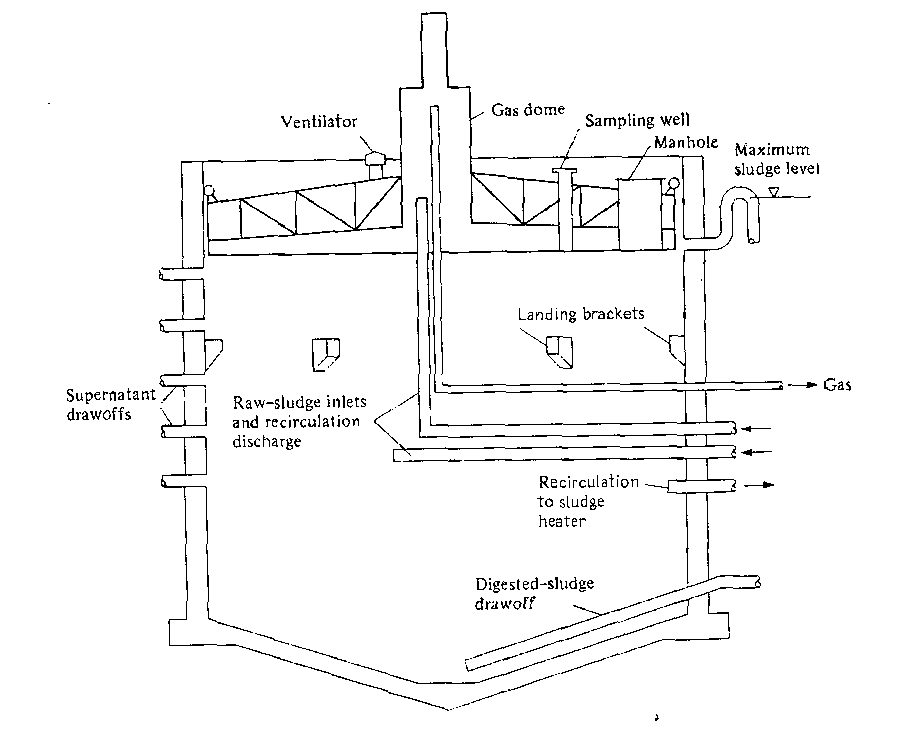 Gas dome
Ventilator
Sampling well
Manhole
Maximum
sludge level
Landing brackets
Gas
Supernatant
drawoffs
Raw-sludge inlets
and recirculation
discharge
Recirculation
to sludge
heater
Digested-sludge
drawoff